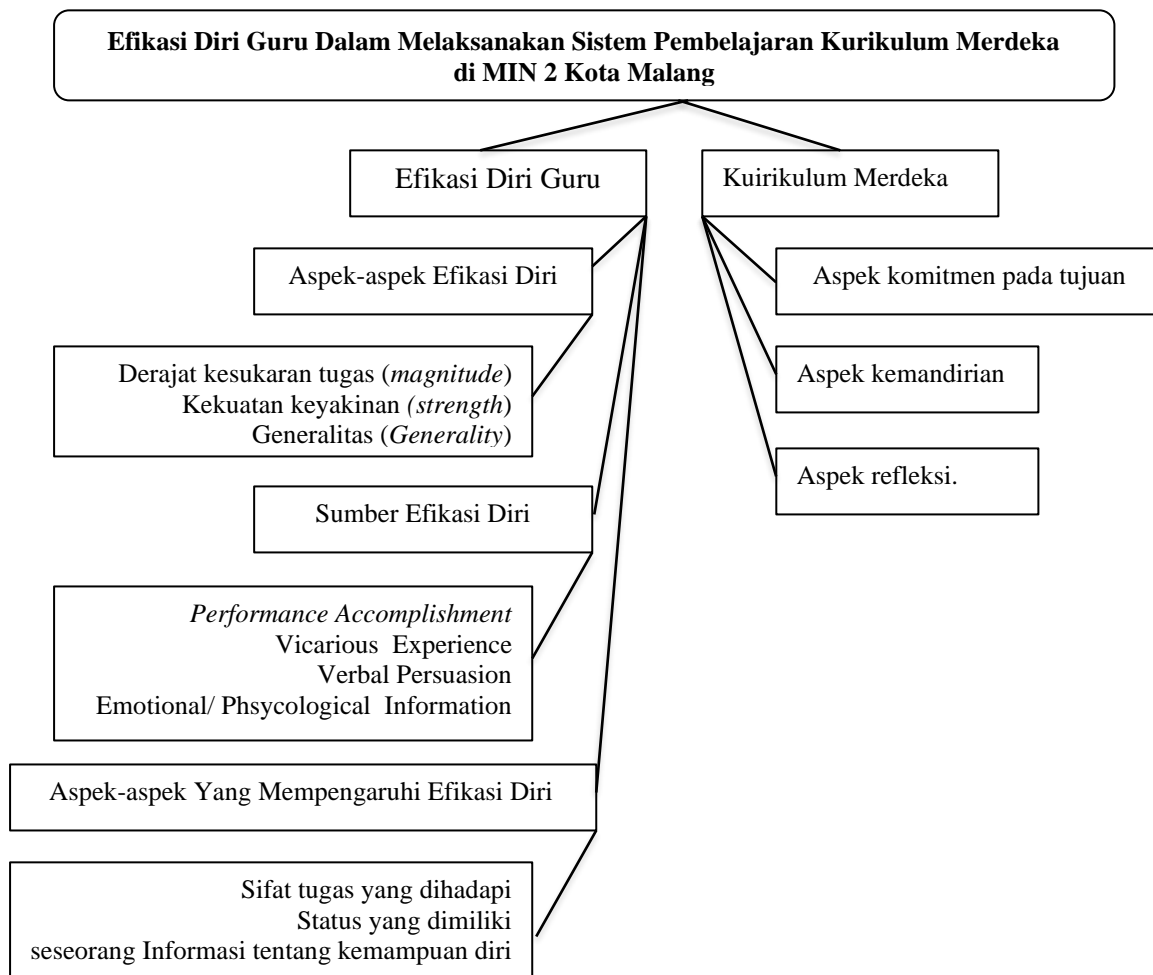 Efikasi Diri Guru Dalam Melaksanakan Sistem Pembelajaran Kurikulum Merdeka
di MIN 2 Kota Malang
Efikasi Diri Guru
Kuirikulum Merdeka
Aspek-aspek Efikasi Diri
Aspek komitmen pada tujuan
Derajat kesukaran tugas (magnitude)
Kekuatan keyakinan (strength)
Generalitas (Generality)
Aspek kemandirian
Aspek refleksi.
Sumber Efikasi Diri
Performance Accomplishment
Vicarious Experience
Verbal Persuasion
Emotional/ Phsycological Information
Aspek-aspek Yang Mempengaruhi Efikasi Diri
Sifat tugas yang dihadapi
Status yang dimiliki
seseorang Informasi tentang kemampuan diri